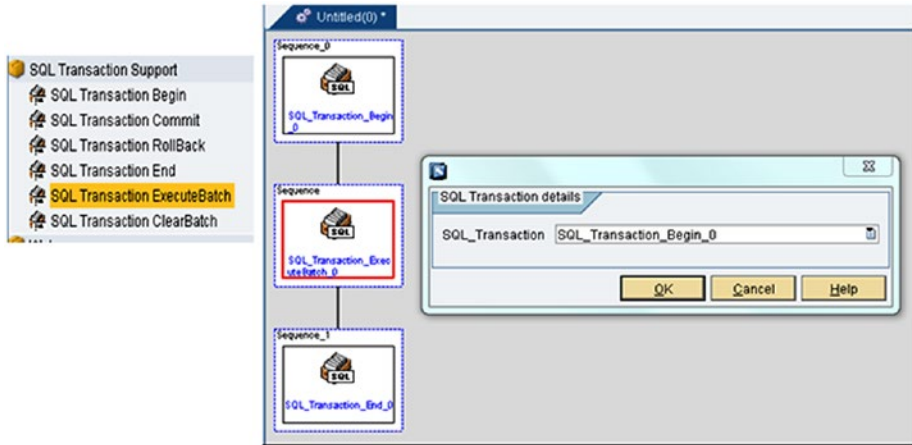 SQL Transaction Support
SQL Transaction Begin
SQL Transaction Commit
SQL Transaction RollBack
SQL Transaction End
SQL Transaction ExecuteBatch
SQL Transaction ClearBatch
Untitled(0) *
Sequence_0
SQL
SQL_Transaction_Begin
_0
Sequence
SQL
SQL_Transaction_Exec
uteBatch_0
Sequence_1
SQL
SQL_Transaction_End_0
SQL Transaction details
SQL_Transaction SQL_Transaction_Begin_0
OK Cancel Help